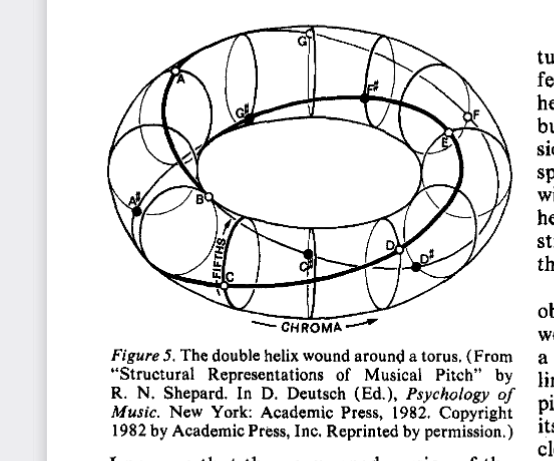 G
A
F♯
G♯
F
E
A♯
B
D
FIFTHS
C♯
D♯
C
CHROMA
Figure 5. The double helix wound around a torus. (From
"Structural Representations of Musical Pitch" by
R. N. Shepard. In D. Deutsch (Ed.), Psychology of
Music. New York: Academic Press, 1982. Copyright
1982 by Academic Press, Inc. Reprinted by permission.)